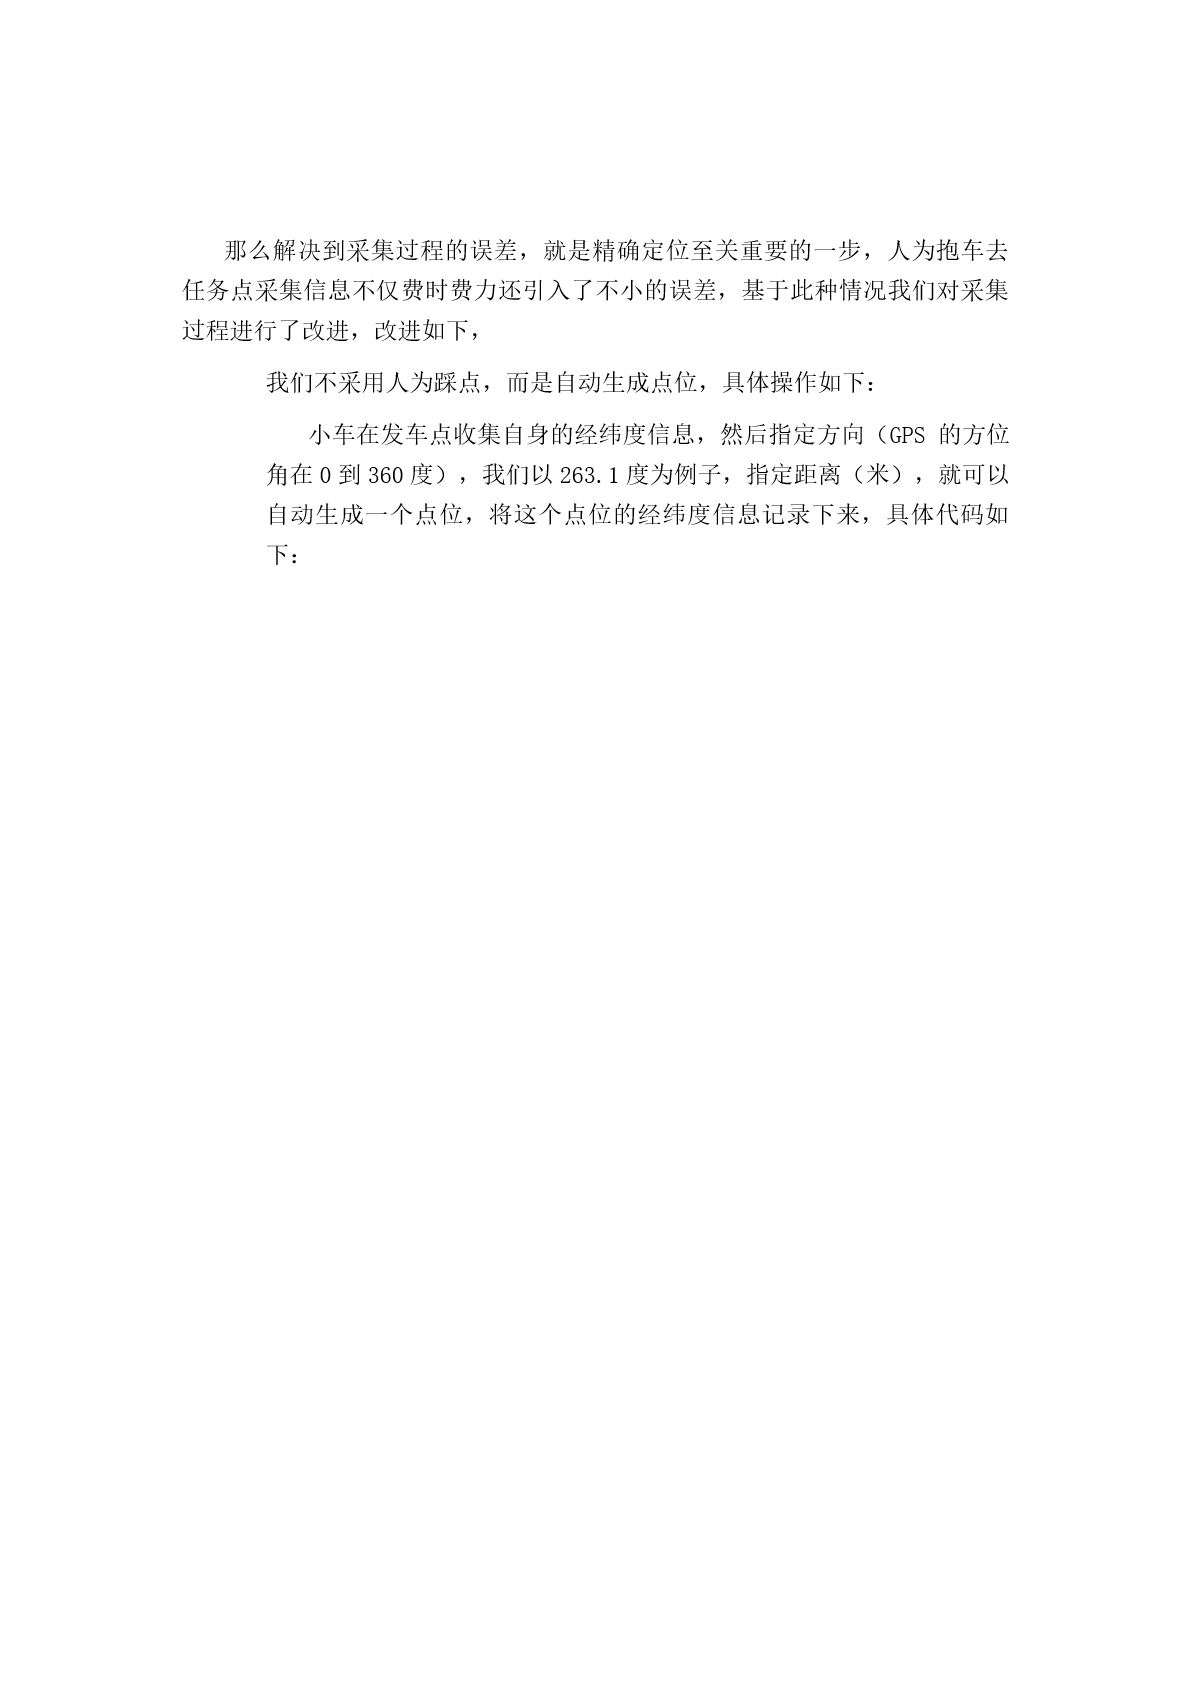 那么解决到采集过程的误差，就是精确定位至关重要的一步，人为抱车去
任务点采集信息不仅费时费力还引入了不小的误差，基于此种情况我们对采集
过程进行了改进，改进如下，
我们不采用人为踩点，而是自动生成点位，具体操作如下：
小车在发车点收集自身的经纬度信息，然后指定方向（GPS 的方位
角在 0 到 360 度），我们以 263.1 度为例子，指定距离（米），就可以
自动生成一个点位，将这个点位的经纬度信息记录下来，具体代码如
下：